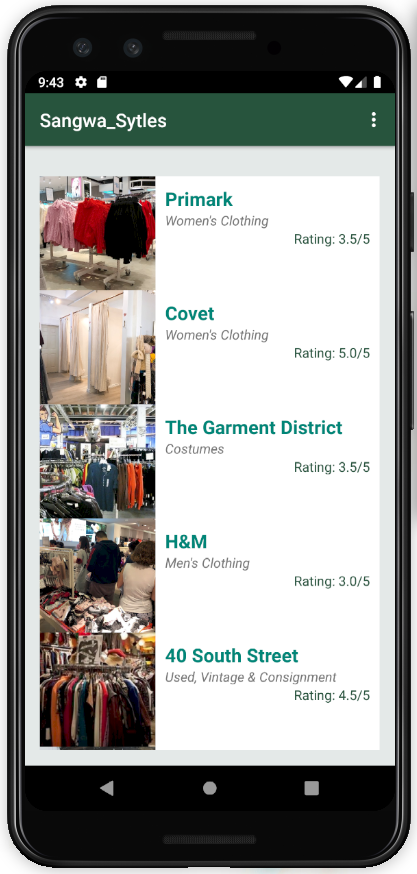 9:43
Sangwa_Sytles
Primark
Women's Clothing
Rating: 3.5/5
Covet
Women's Clothing
Rating: 5.0/5
The Garment District
Costumes
Rating: 3.5/5
H&M
Men's Clothing
Rating: 3.0/5
40 South Street
Used, Vintage & Consignment
Rating: 4.5/5